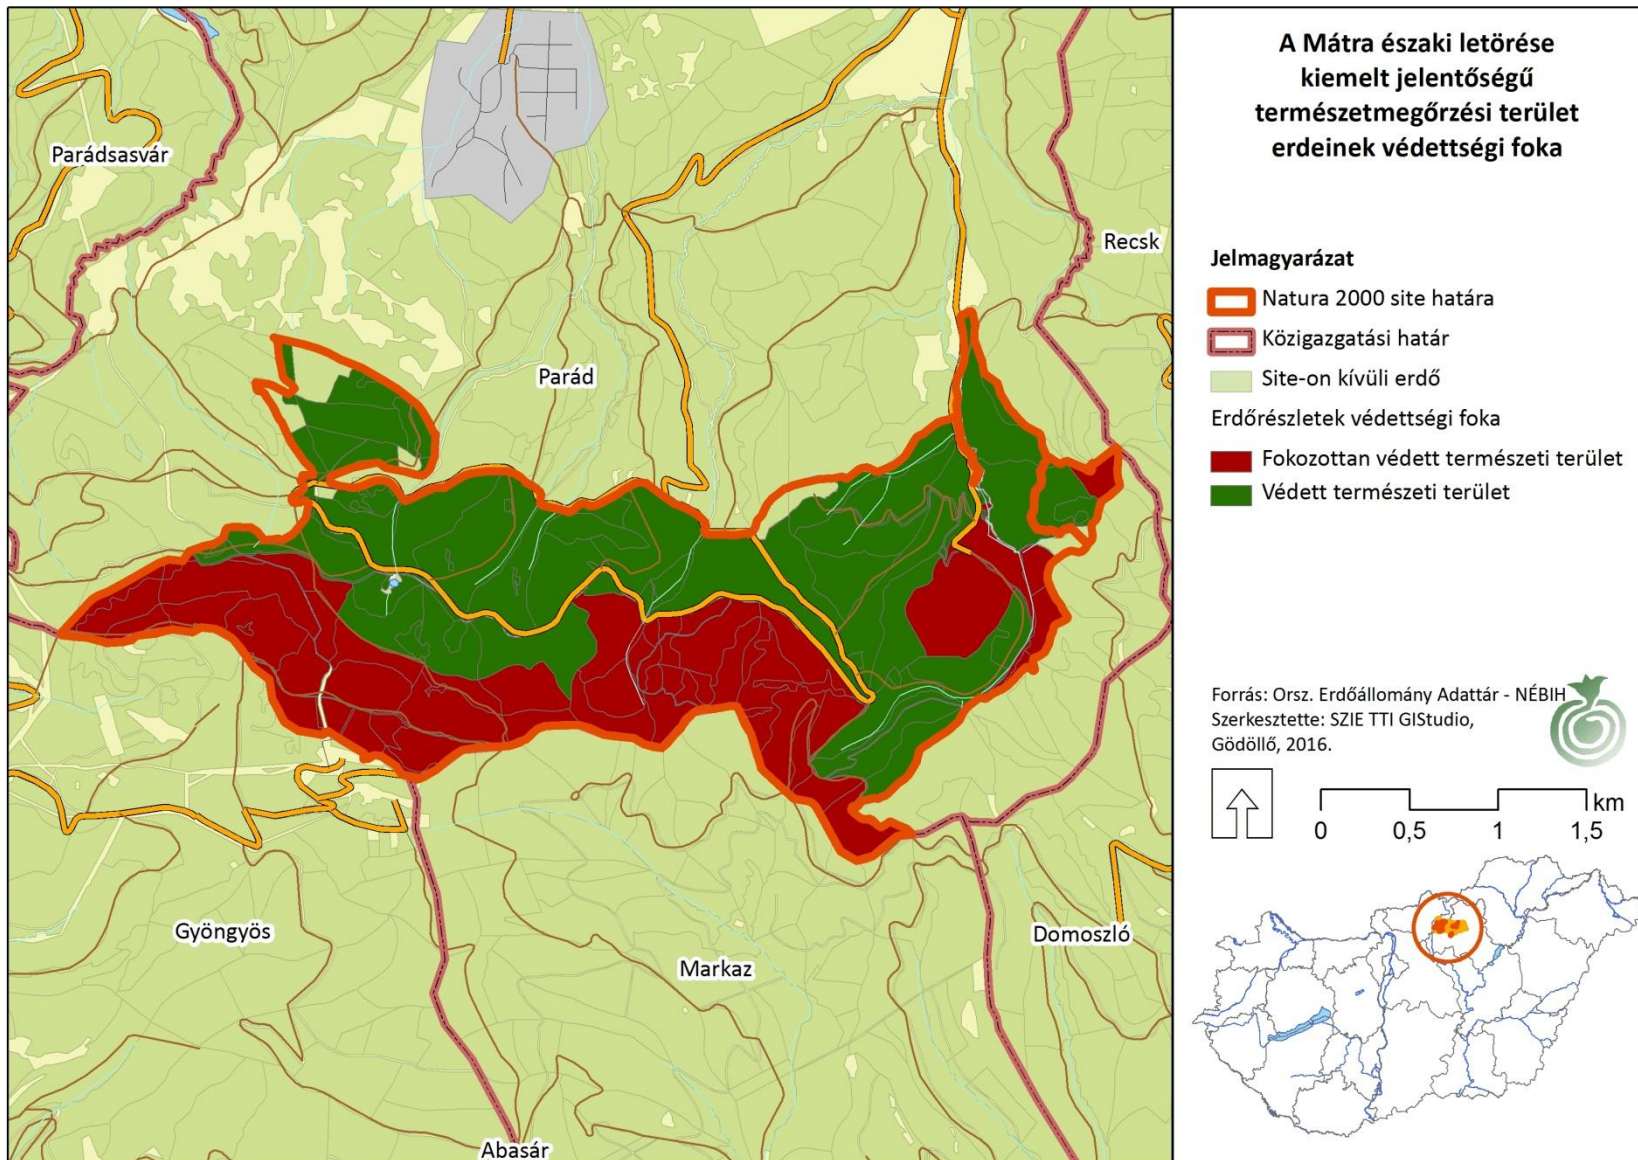 A Mátra északi letörése
kiemelt jelentőségű
természetmegőrzési terület
erdeinek védettségi foka
Parádsasvár
Recsk
Parád
Gyöngyös
Markaz
Domoszló
Abasár
Jelmagyarázat
Natura 2000 site határa
Közigazgatási határ
Site-on kívüli erdő
Erdőrészletek védettségi foka
Fokozottan védett természeti terület
Védett természeti terület
Forrás: Orsz. Erdőállomány Adattár - NÉBIH
Szerkesztette: SZIE TTI GIStudio,
Gödöllő, 2016.
km
0 0,5 1 1,5